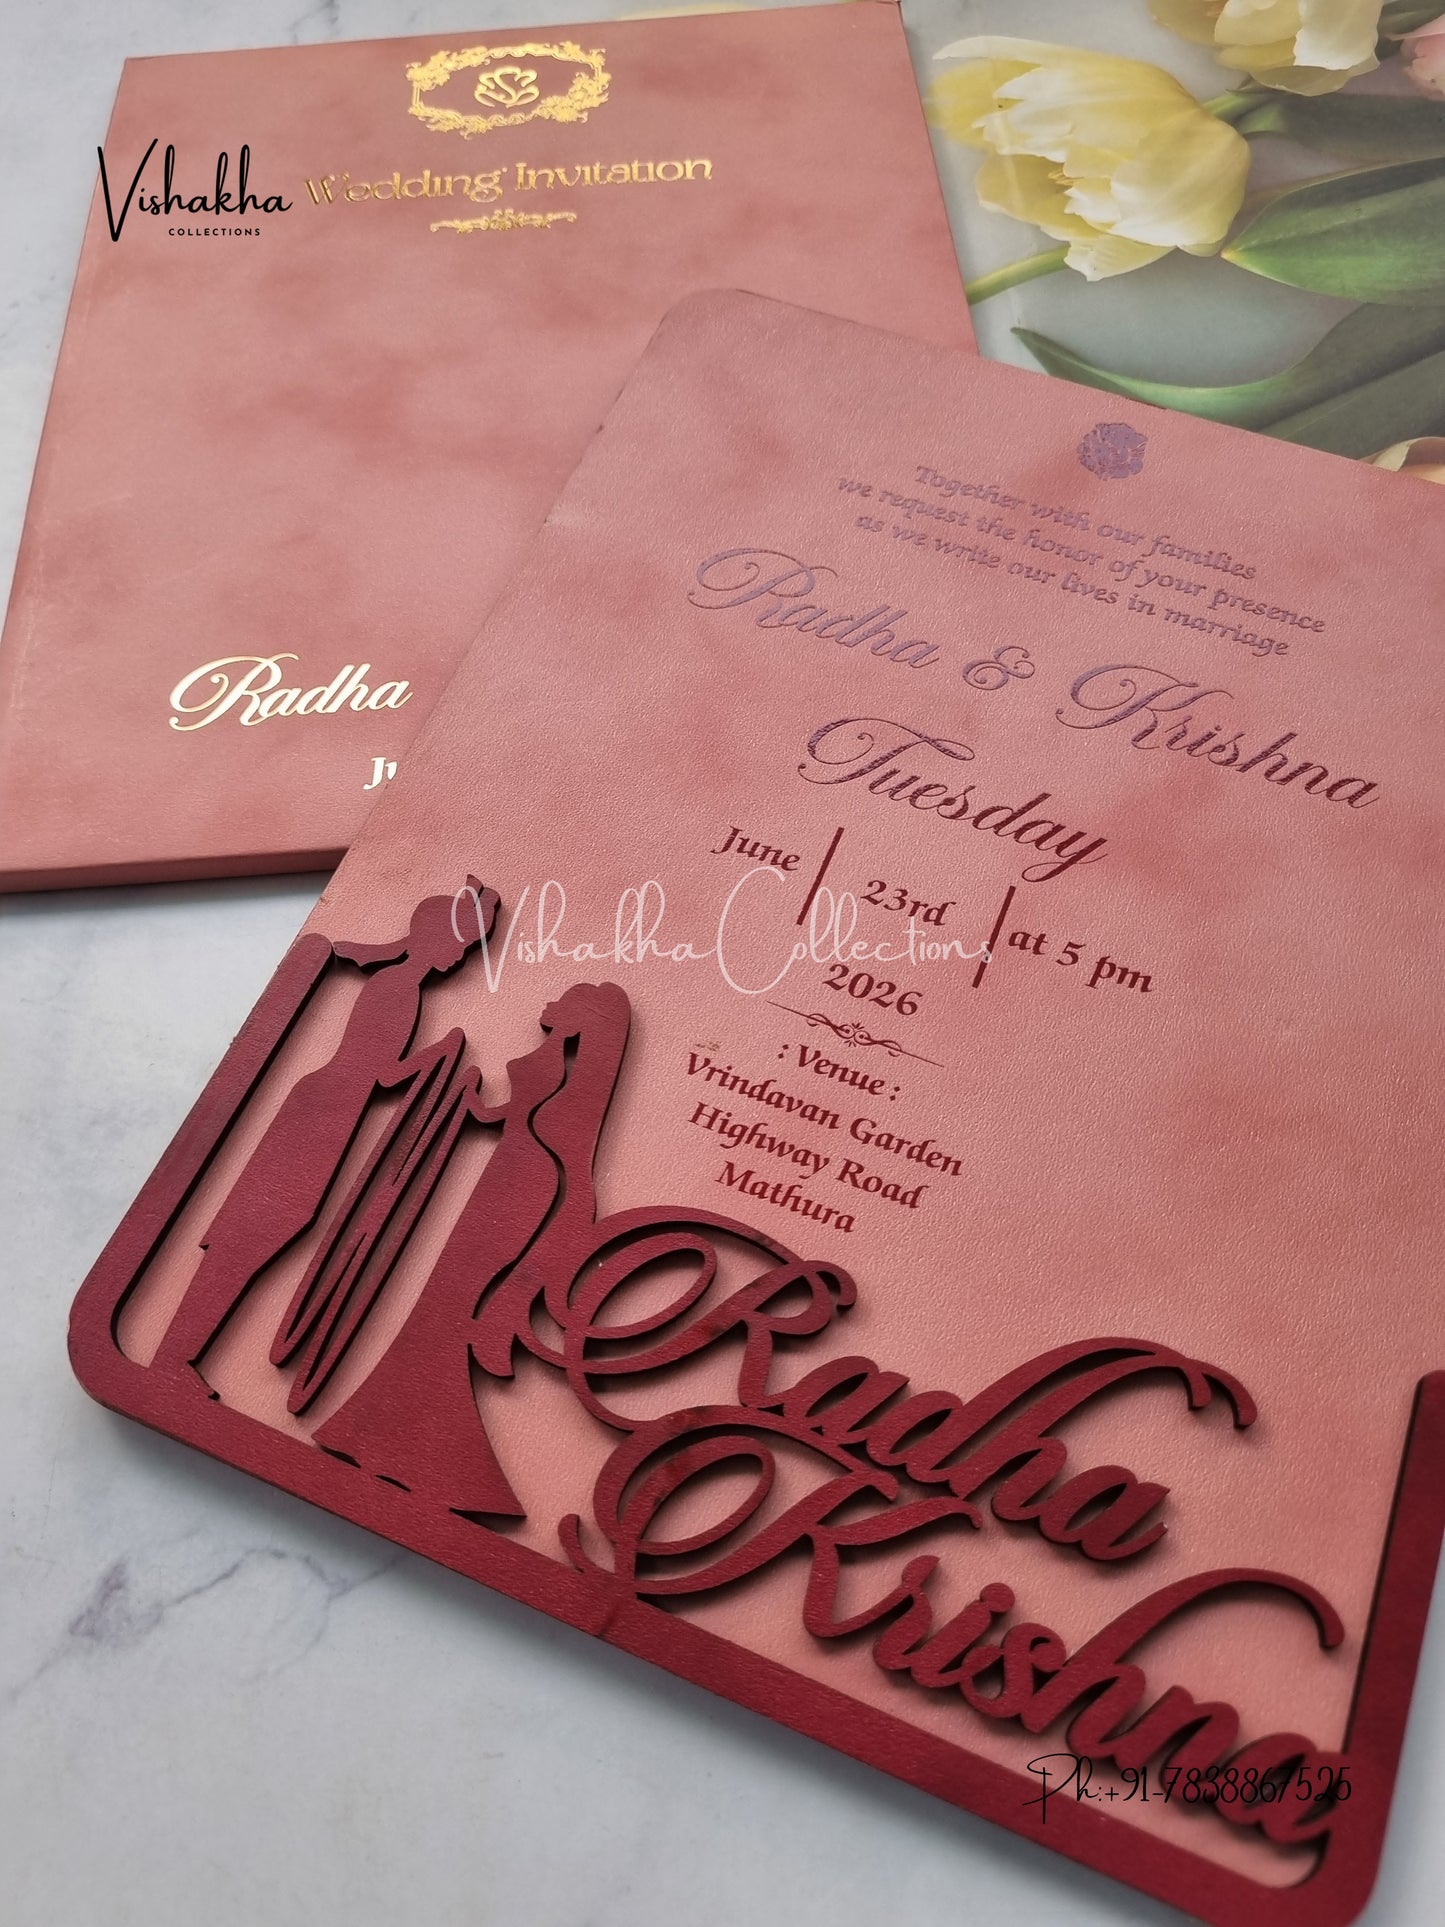 Vishakha
COLLECTIONS
Wedding Invitation
Radha
Together with our families
we request the honor of your presence
as we write our lives in marriage
Radha & Krishna
Tuesday
June
23rd
at 5 pm
2026
Vishakha Collections
: Venue :
Vrindavan Garden
Highway Road
Mathura
Radha
Krishna
Ph:+91-7838867525